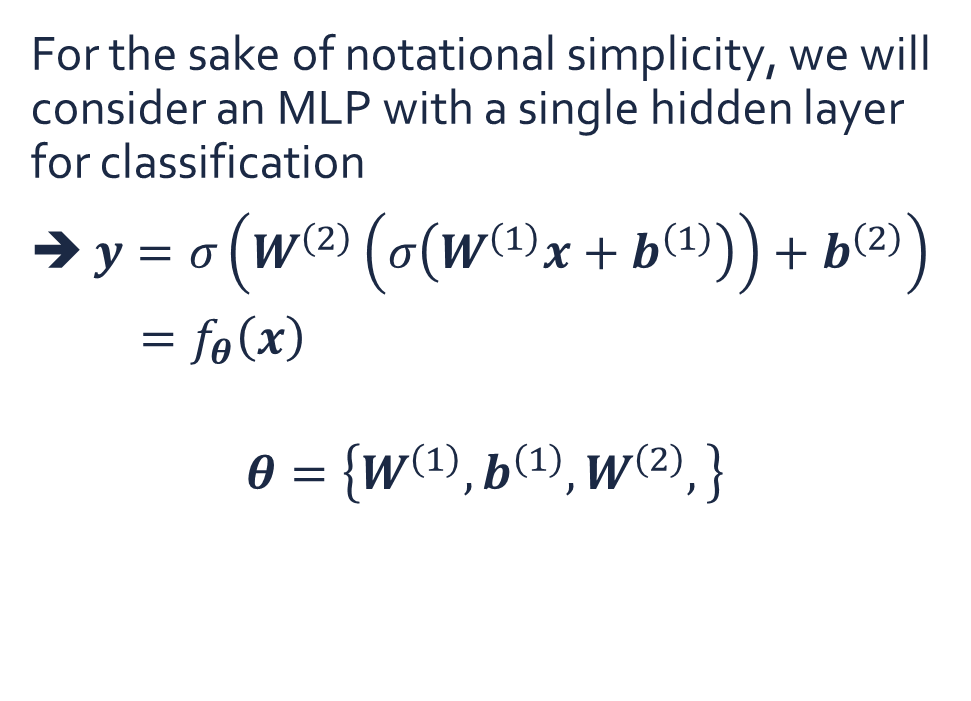 For the sake of notational simplicity, we will
consider an MLP with a single hidden layer
for classification
➔ 𝒚 = 𝜎(𝑾⁽²⁾(𝜎(𝑾⁽¹⁾𝒙 + 𝒃⁽¹⁾)) + 𝒃⁽²⁾)
= 𝑓𝜽(𝒙)
𝜽 = {𝑾⁽¹⁾, 𝒃⁽¹⁾, 𝑾⁽²⁾, }